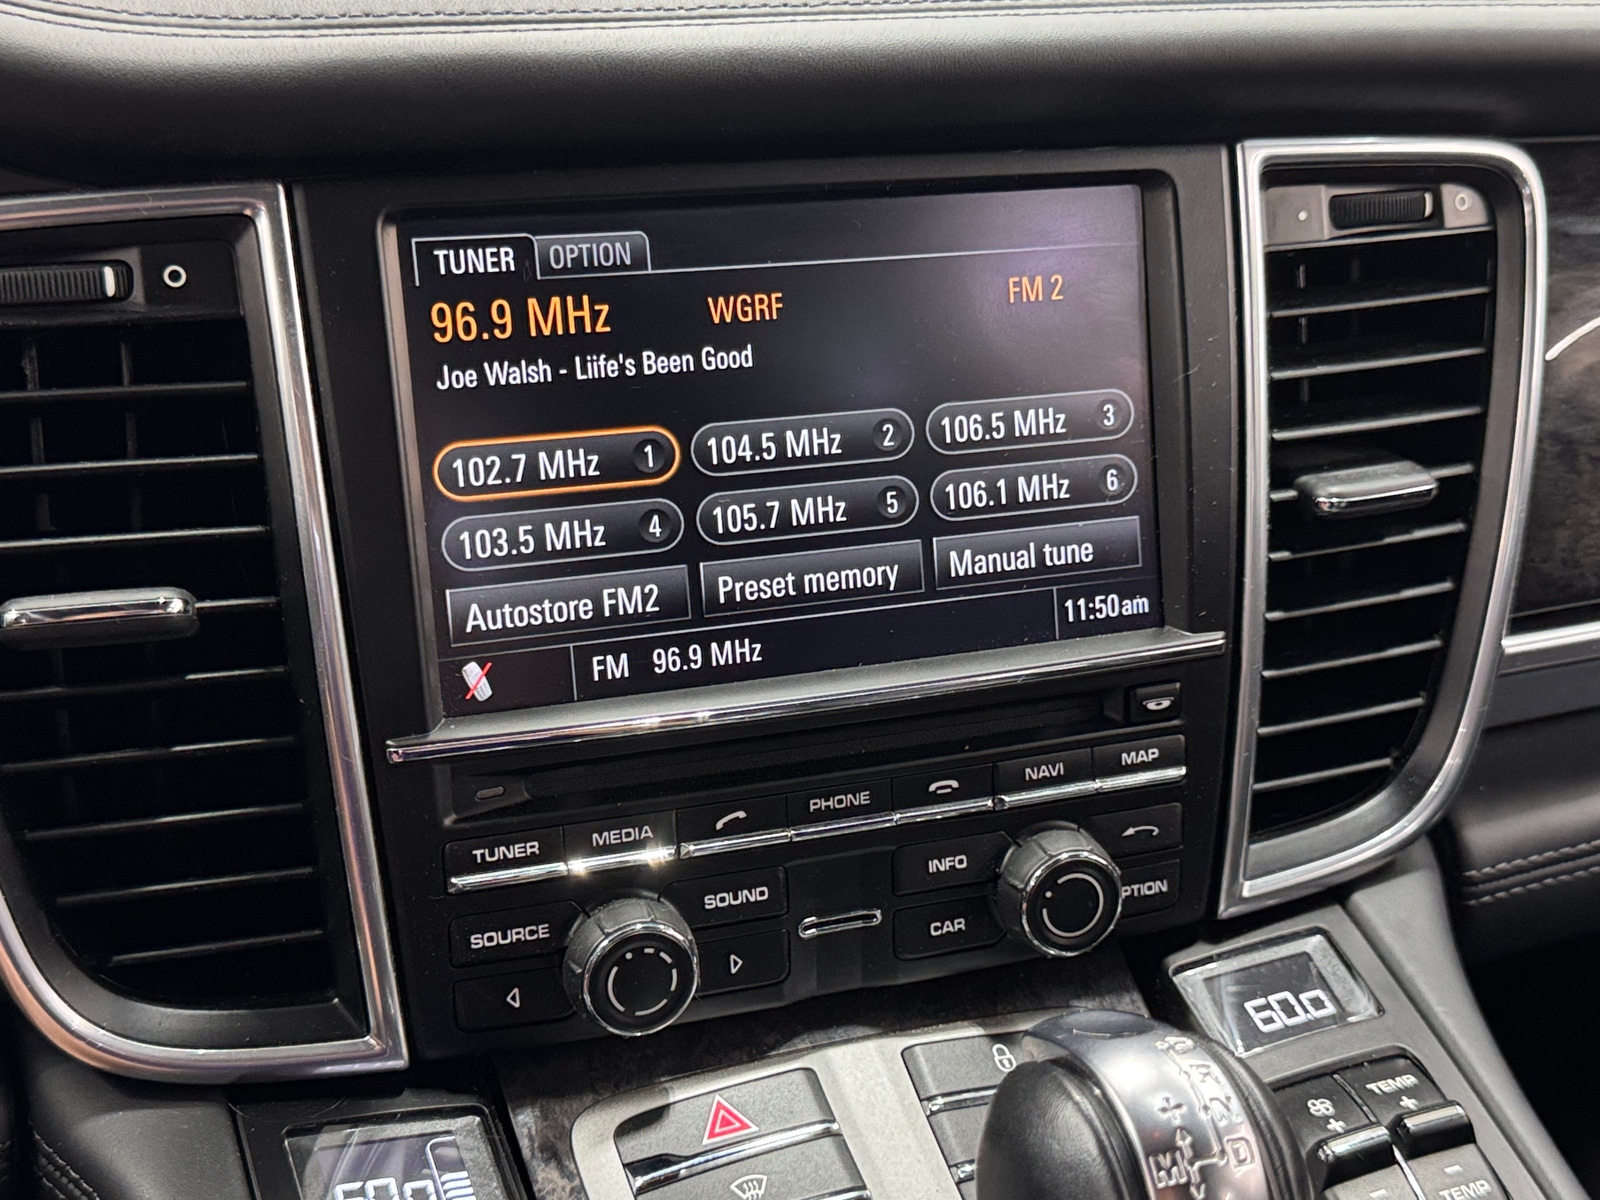 TUNER OPTION
96.9 MHz WGRF FM 2
Joe Walsh - Liife's Been Good
102.7 MHz 1 104.5 MHz 2 106.5 MHz 3
103.5 MHz 4 105.7 MHz 5 106.1 MHz 6
Autostore FM2 Preset memory Manual tune
FM 96.9 MHz 11:50am
TUNER MEDIA PHONE NAVI MAP
SOURCE SOUND INFO
CAR PTION
60.0
TEMP
+ +
+
N
M D
TEMP